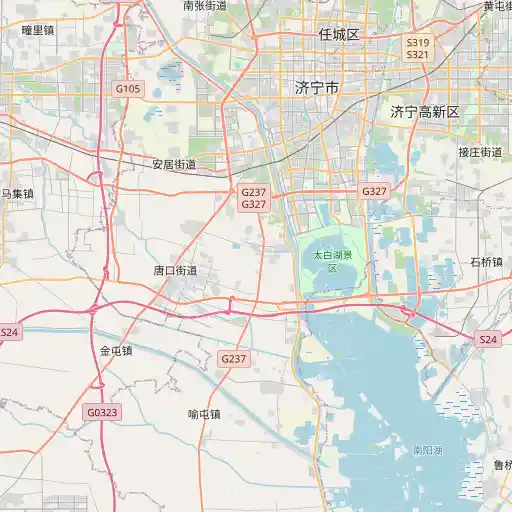 南张街道
黄屯街
疃里镇
任城区
S319
S321
G105
济宁市
济宁高新区
接庄街道
安居街道
马集镇
G237
G327
G327
太白湖景
区
石桥镇
唐口街道
S24
S24
金屯镇
G237
G0323
喻屯镇
南阳湖
鲁桥